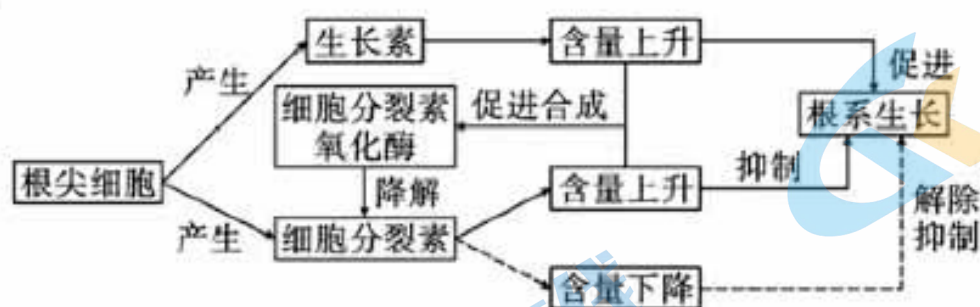 生长素
含量上升
产生
促进
细胞分裂素
氧化酶
促进合成
根系生长
根尖细胞
降解
含量上升
抑制
解除
抑制
产生
细胞分裂素
含量下降